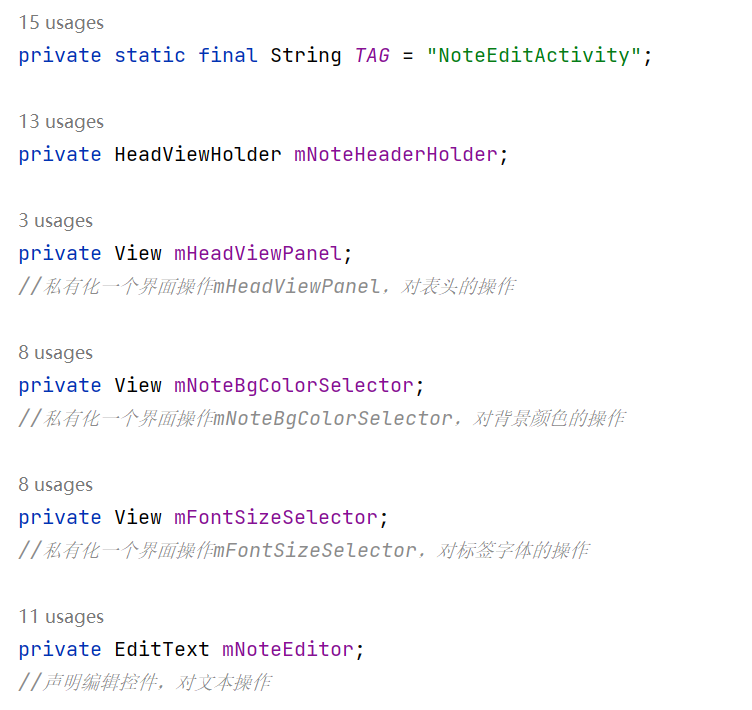 15 usages
private static final String TAG = "NoteEditActivity";
13 usages
private HeadViewHolder mNoteHeaderHolder;
3 usages
private View mHeadViewPanel;
//私有化一个界面操作mHeadViewPanel，对表头的操作
8 usages
private View mNoteBgColorSelector;
//私有化一个界面操作mNoteBgColorSelector，对背景颜色的操作
8 usages
private View mFontSizeSelector;
//私有化一个界面操作mFontSizeSelector，对标签字体的操作
11 usages
private EditText mNoteEditor;
//声明编辑控件，对文本操作